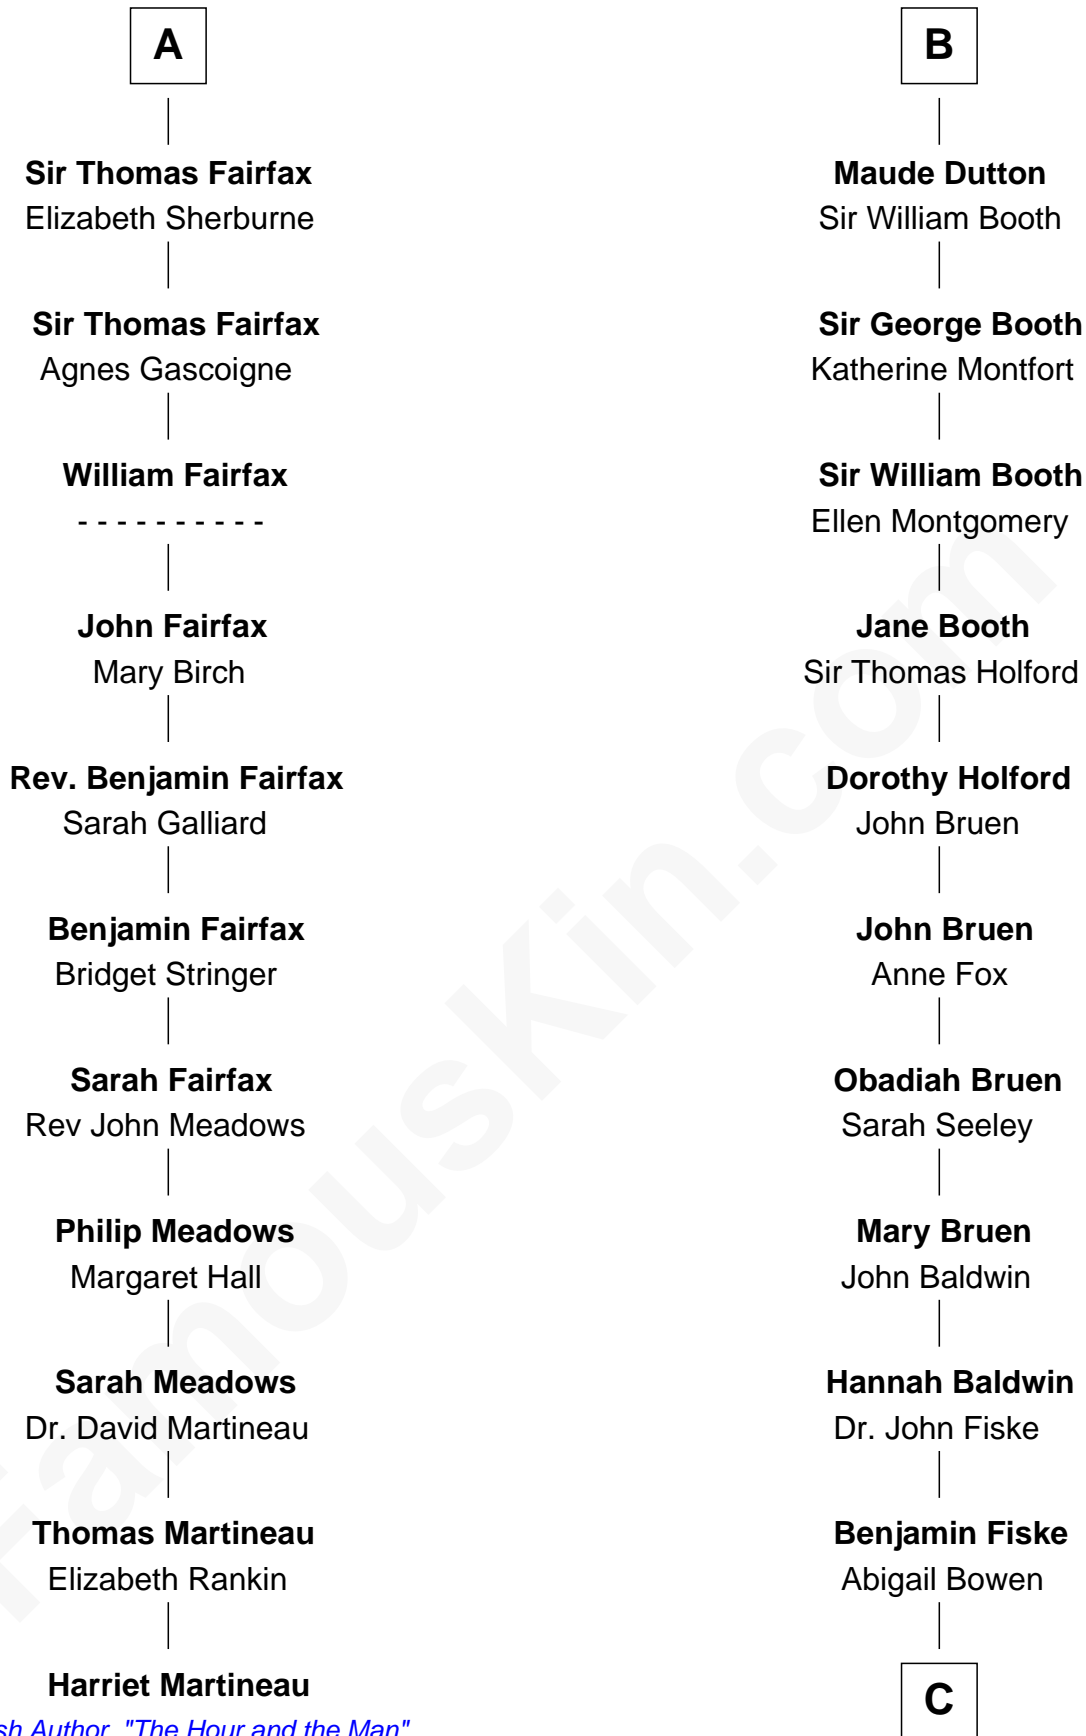 A
Sir Thomas Fairfax
Elizabeth Sherburne
Sir Thomas Fairfax
Agnes Gascoigne
William Fairfax
- - - - - - - - - -
John Fairfax
Mary Birch
Rev. Benjamin Fairfax
Sarah Galliard
Benjamin Fairfax
Bridget Stringer
Sarah Fairfax
Rev John Meadows
Philip Meadows
Margaret Hall
Sarah Meadows
Dr. David Martineau
Thomas Martineau
Elizabeth Rankin
Harriet Martineau
sh Author, "The Hour and the Man"
B
Maude Dutton
Sir William Booth
Sir George Booth
Katherine Montfort
Sir William Booth
Ellen Montgomery
Jane Booth
Sir Thomas Holford
Dorothy Holford
John Bruen
John Bruen
Anne Fox
Obadiah Bruen
Sarah Seeley
Mary Bruen
John Baldwin
Hannah Baldwin
Dr. John Fiske
Benjamin Fiske
Abigail Bowen
C
FamousKin.com